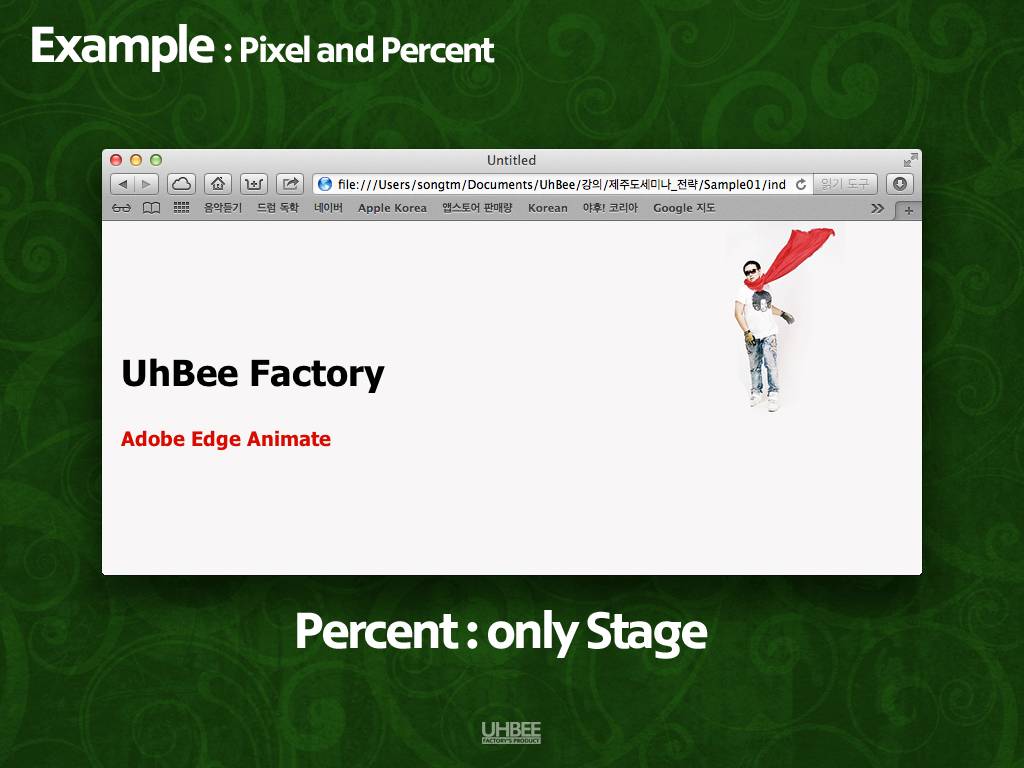 Example : Pixel and Percent
Untitled
file:///Users/songtm/Documents/UhBee/강의/제주도세미나_전략/Sample01/ind
읽기 도구
음악듣기 드럼 독학 네이버 Apple Korea 앱스토어 판매량 Korean 야후! 코리아 Google 지도
UhBee Factory
Adobe Edge Animate
Percent : only Stage
UHBEE
FACTORY'S PRODUCT